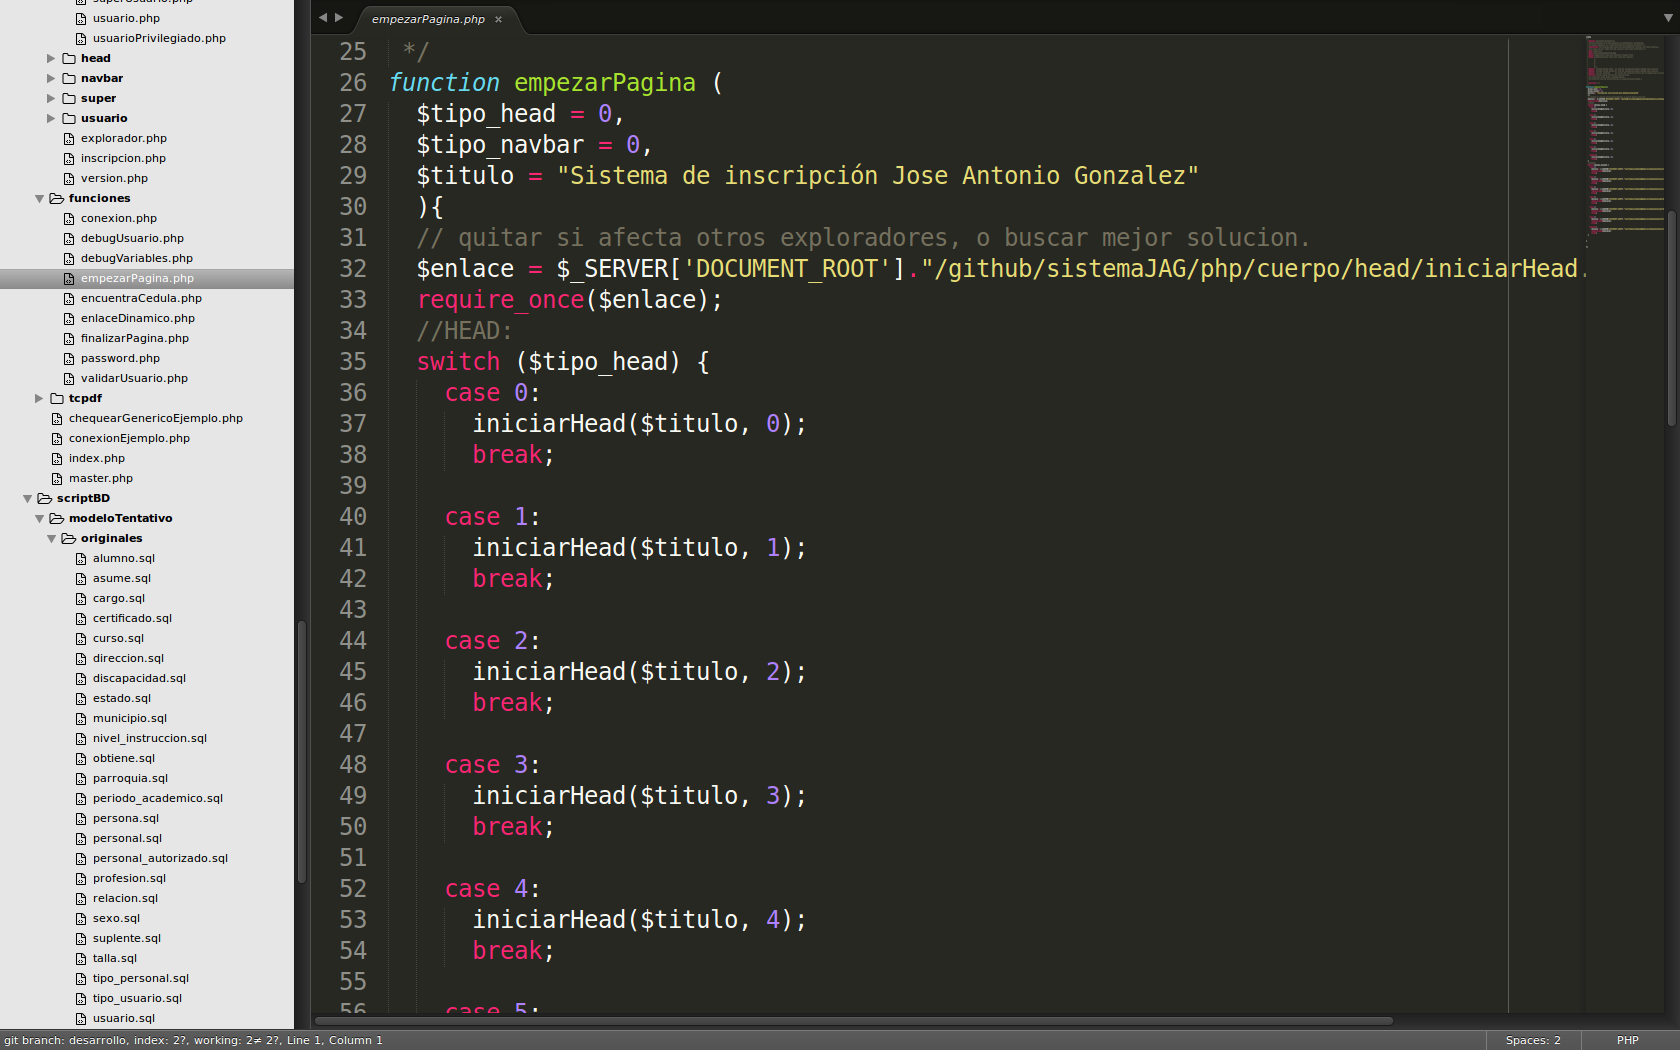 usuario.php
usuarioPrivilegiado.php
head
navbar
super
usuario
explorador.php
inscripcion.php
version.php
funciones
conexion.php
debugUsuario.php
debugVariables.php
empezarPagina.php
encuentraCedula.php
enlaceDinamico.php
finalizarPagina.php
password.php
validarUsuario.php
tcpdf
chequearGenericoEjemplo.php
conexionEjemplo.php
index.php
master.php
scriptBD
modeloTentativo
originales
alumno.sql
asume.sql
cargo.sql
certificado.sql
curso.sql
direccion.sql
discapacidad.sql
estado.sql
municipio.sql
nivel_instruccion.sql
obtiene.sql
parroquia.sql
periodo_academico.sql
persona.sql
personal.sql
personal_autorizado.sql
profesion.sql
relacion.sql
sexo.sql
suplente.sql
talla.sql
tipo_personal.sql
tipo_usuario.sql
usuario.sql
empezarPagina.php ×
25 */
26 function empezarPagina (
27 $tipo_head = 0,
28 $tipo_navbar = 0,
29 $titulo = "Sistema de inscripción Jose Antonio Gonzalez"
30 ){
31 // quitar si afecta otros exploradores, o buscar mejor solucion.
32 $enlace = $_SERVER['DOCUMENT_ROOT']."/github/sistemaJAG/php/cuerpo/head/iniciarHead.
33 require_once($enlace);
34 //HEAD:
35 switch ($tipo_head) {
36 case 0:
37 iniciarHead($titulo, 0);
38 break;
39
40 case 1:
41 iniciarHead($titulo, 1);
42 break;
43
44 case 2:
45 iniciarHead($titulo, 2);
46 break;
47
48 case 3:
49 iniciarHead($titulo, 3);
50 break;
51
52 case 4:
53 iniciarHead($titulo, 4);
54 break;
55
56 case 5:
git branch: desarrollo, index: 2?, working: 2≠ 2?, Line 1, Column 1
Spaces: 2
PHP